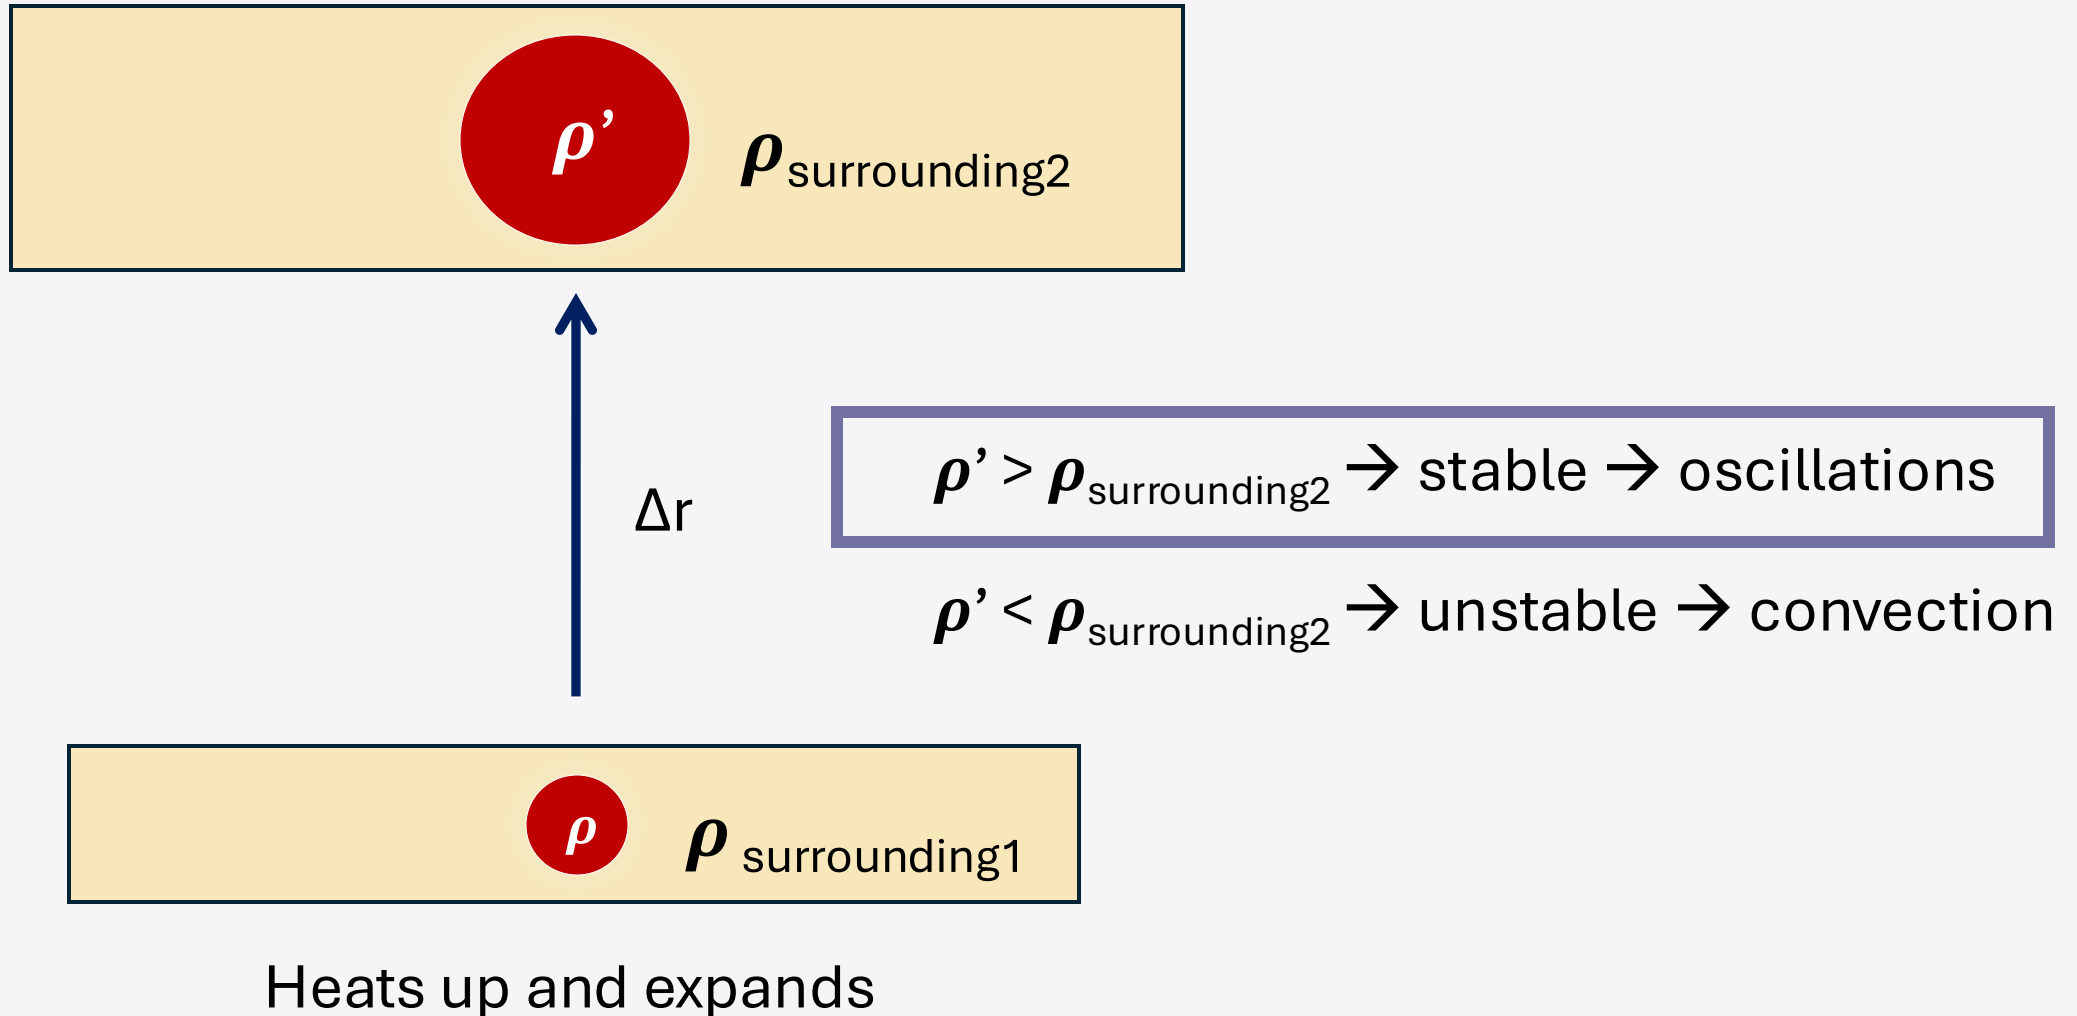 ρ’
ρsurrounding2
Δr
ρ’ > ρsurrounding2 → stable → oscillations
ρ’ < ρsurrounding2 → unstable → convection
ρ
ρ surrounding1
Heats up and expands